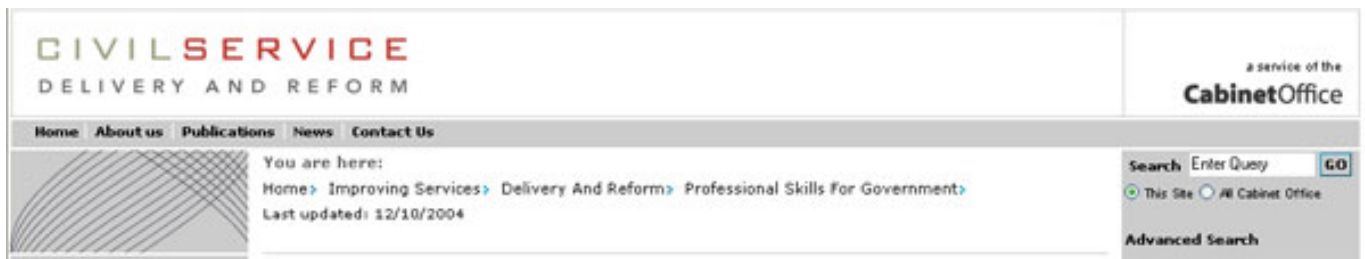 CIVILSERVICE
DELIVERY AND REFORM
a service of the
CabinetOffice
Home About us Publications News Contact Us
You are here:
Home> Improving Services> Delivery And Reform> Professional Skills For Government>
Last updated: 12/10/2004
Search Enter Query GO
This Site All Cabinet Office
Advanced Search